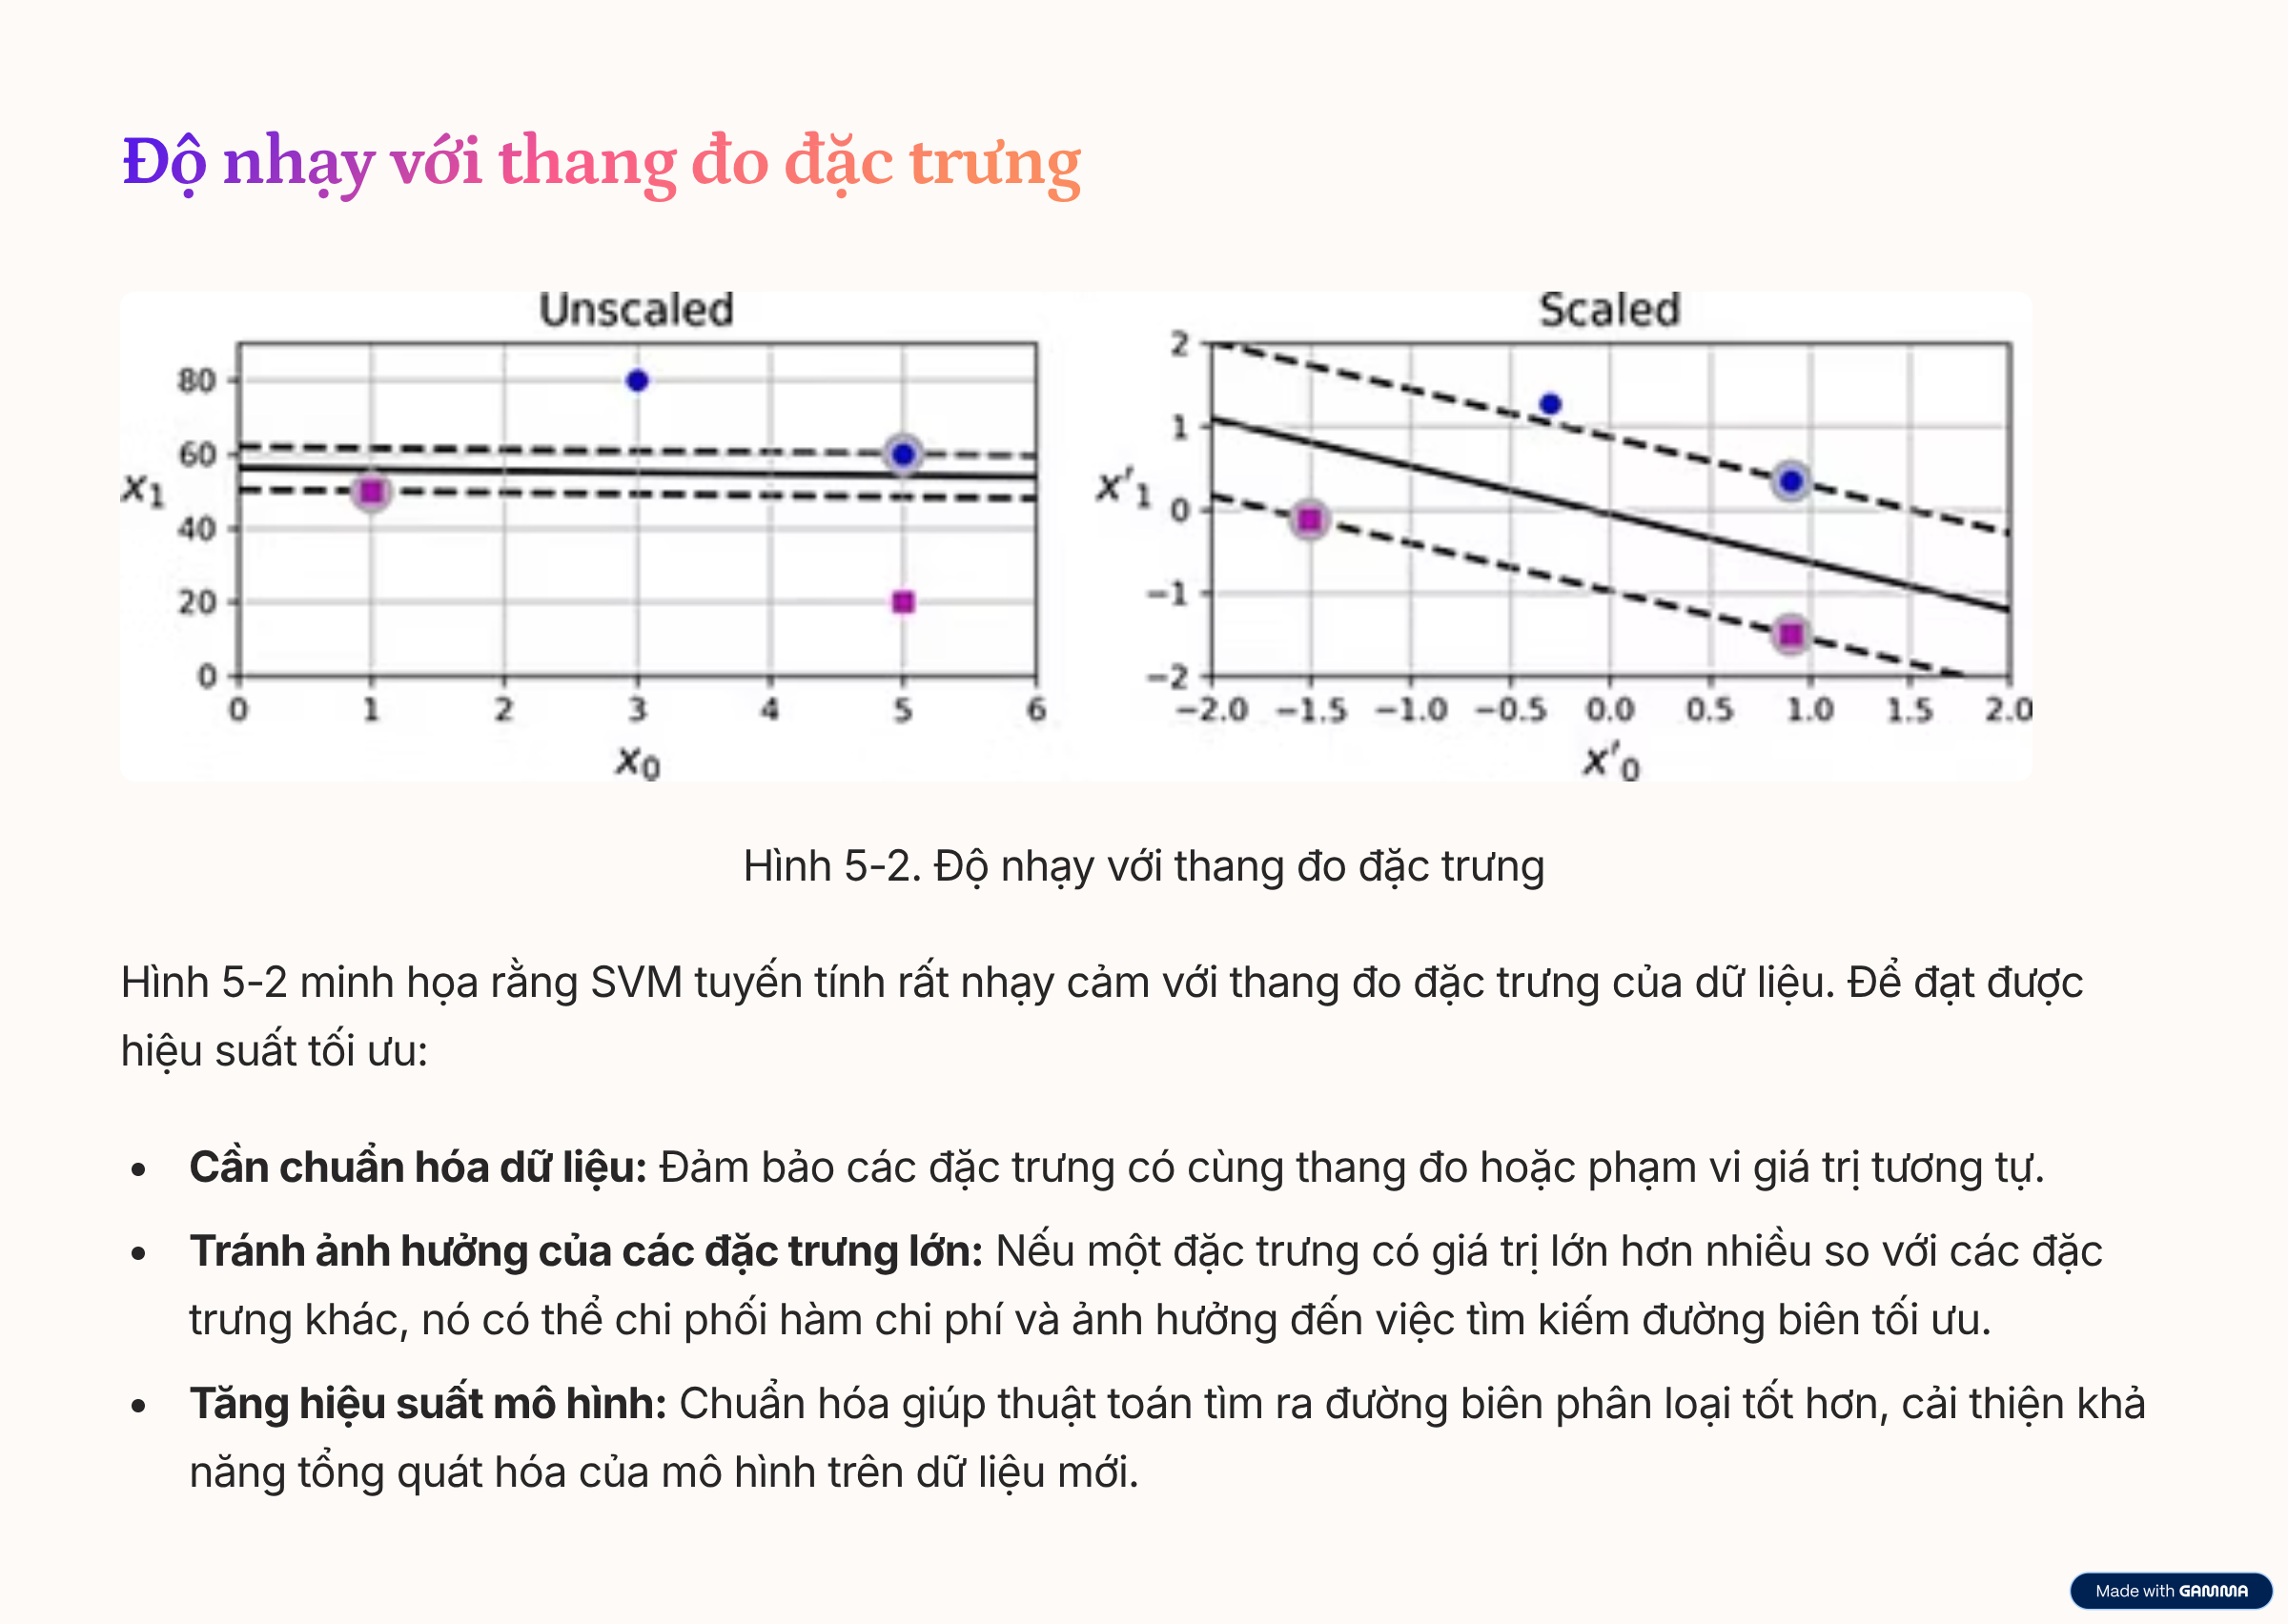 Độ nhạy với thang đo đặc trưng
Unscaled
80
60
40
20
0
x₁
0 1 2 3 4 5 6
x₀
Scaled
2
1
0
−1
−2
x′₁
−2.0 −1.5 −1.0 −0.5 0.0 0.5 1.0 1.5 2.0
x′₀
Hình 5-2. Độ nhạy với thang đo đặc trưng
Hình 5-2 minh họa rằng SVM tuyến tính rất nhạy cảm với thang đo đặc trưng của dữ liệu. Để đạt được
hiệu suất tối ưu:
• Cần chuẩn hóa dữ liệu: Đảm bảo các đặc trưng có cùng thang đo hoặc phạm vi giá trị tương tự.
• Tránh ảnh hưởng của các đặc trưng lớn: Nếu một đặc trưng có giá trị lớn hơn nhiều so với các đặc
trưng khác, nó có thể chi phối hàm chi phí và ảnh hưởng đến việc tìm kiếm đường biên tối ưu.
• Tăng hiệu suất mô hình: Chuẩn hóa giúp thuật toán tìm ra đường biên phân loại tốt hơn, cải thiện khả
năng tổng quát hóa của mô hình trên dữ liệu mới.
Made with GAMMA